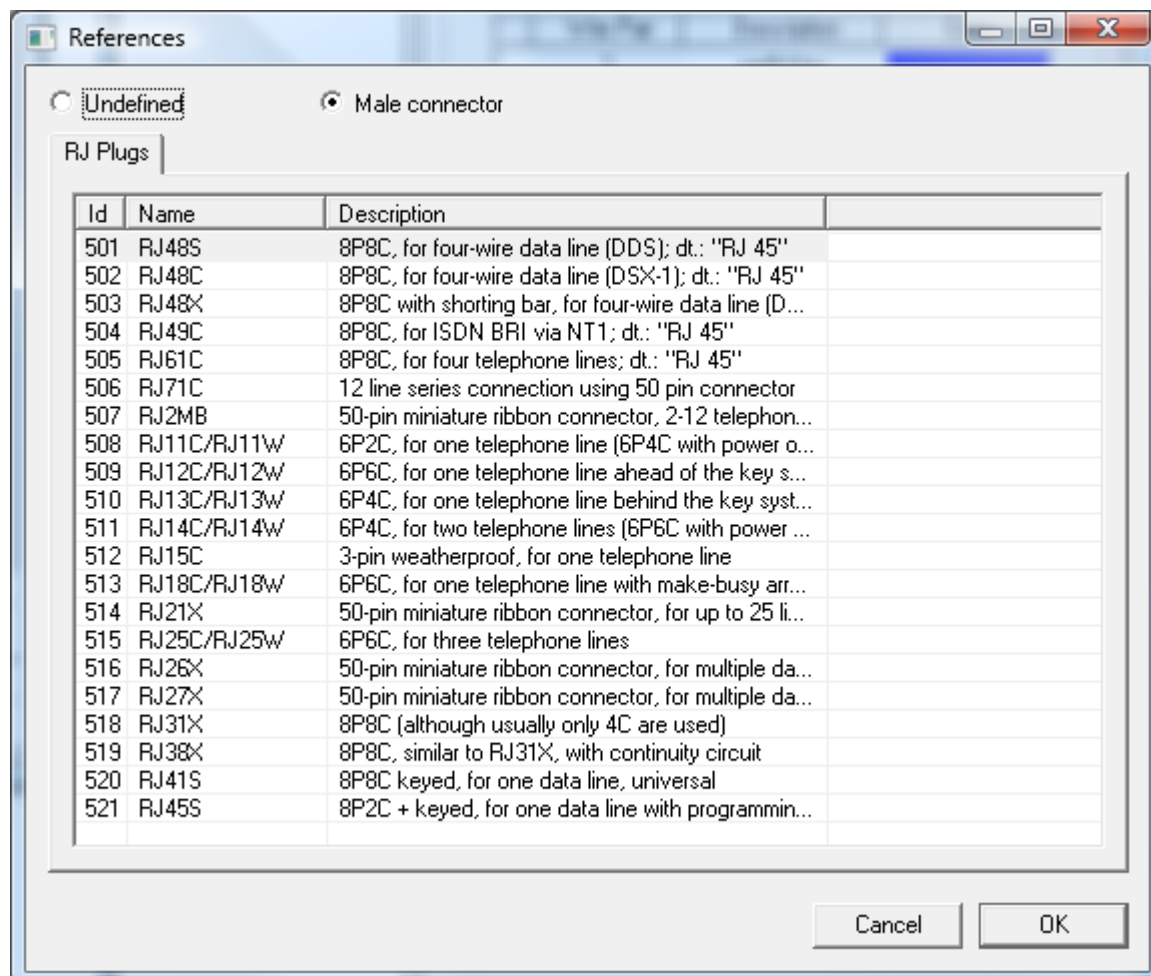 References
Undefined Male connector
RJ Plugs
Id Name Description
501 RJ48S 8P8C, for four-wire data line (DDS); dt.: "RJ 45"
502 RJ48C 8P8C, for four-wire data line (DSX-1); dt.: "RJ 45"
503 RJ48X 8P8C with shorting bar, for four-wire data line (D...
504 RJ49C 8P8C, for ISDN BRI via NT1; dt.: "RJ 45"
505 RJ61C 8P8C, for four telephone lines; dt.: "RJ 45"
506 RJ71C 12 line series connection using 50 pin connector
507 RJ2MB 50-pin miniature ribbon connector, 2-12 telephon...
508 RJ11C/RJ11W 6P2C, for one telephone line (6P4C with power o...
509 RJ12C/RJ12W 6P6C, for one telephone line ahead of the key s...
510 RJ13C/RJ13W 6P4C, for one telephone line behind the key syst...
511 RJ14C/RJ14W 6P4C, for two telephone lines (6P6C with power ...
512 RJ15C 3-pin weatherproof, for one telephone line
513 RJ18C/RJ18W 6P6C, for one telephone line with make-busy arr...
514 RJ21X 50-pin miniature ribbon connector, for up to 25 li...
515 RJ25C/RJ25W 6P6C, for three telephone lines
516 RJ26X 50-pin miniature ribbon connector, for multiple da...
517 RJ27X 50-pin miniature ribbon connector, for multiple da...
518 RJ31X 8P8C (although usually only 4C are used)
519 RJ38X 8P8C, similar to RJ31X, with continuity circuit
520 RJ41S 8P8C keyed, for one data line, universal
521 RJ45S 8P2C + keyed, for one data line with programmin...
Cancel OK